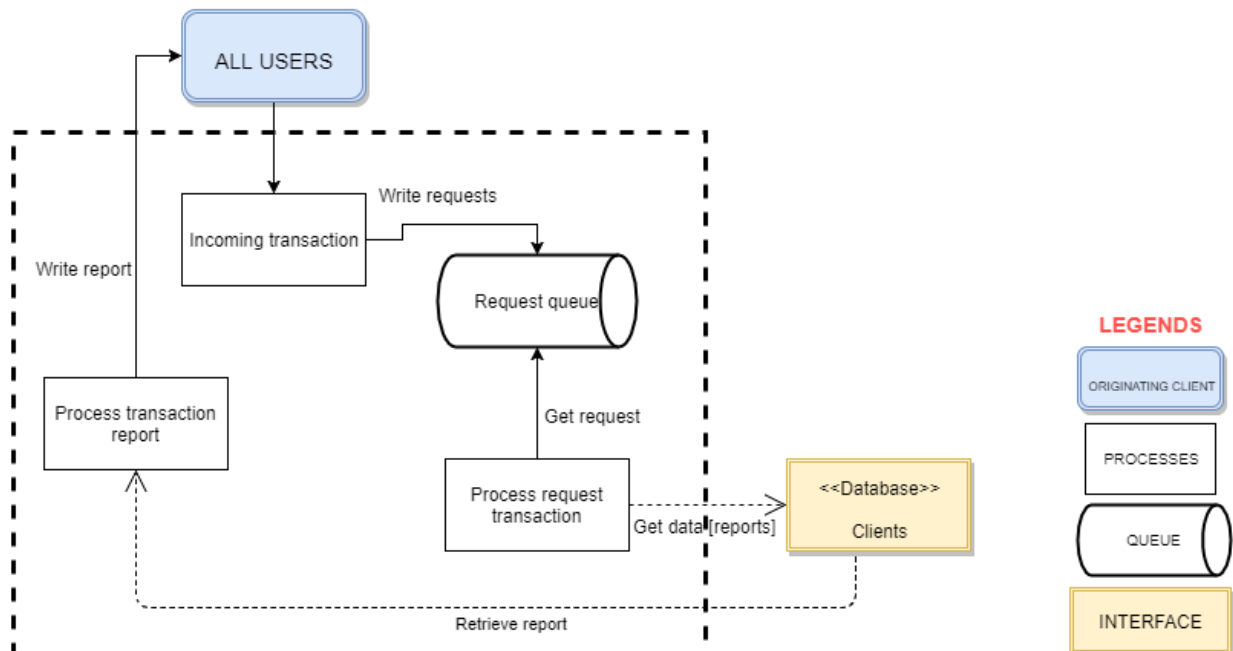 ALL USERS
Write requests
Incoming transaction
Write report
Request queue
LEGENDS
ORIGINATING CLIENT
Process transaction
report
Get request
PROCESSES
Process request
transaction
<<Database>>
Clients
Get data [reports]
QUEUE
Retrieve report
INTERFACE